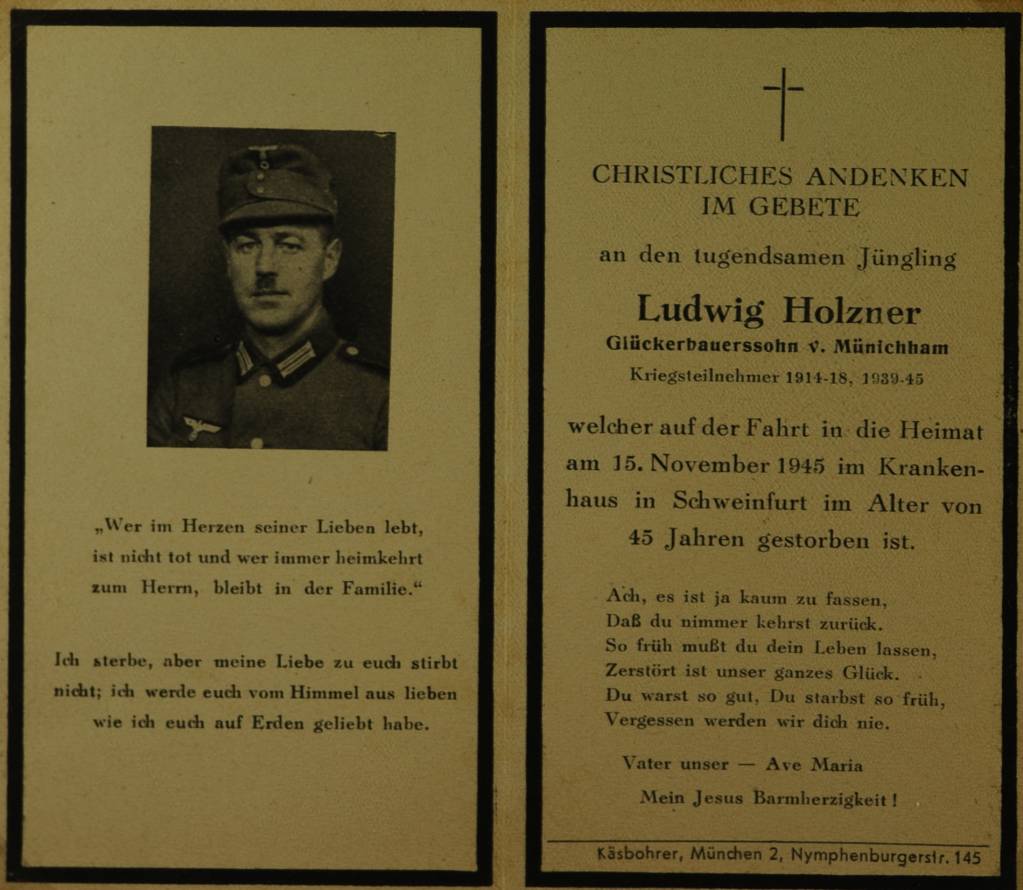 „Wer im Herzen seiner Lieben lebt,
ist nicht tot und wer immer heimkehrt
zum Herrn, bleibt in der Familie.“
Ich sterbe, aber meine Liebe zu euch stirbt
nicht; ich werde euch vom Himmel aus lieben
wie ich euch auf Erden geliebt habe.
CHRISTLICHES ANDENKEN
IM GEBETE
an den tugendsamen Jüngling
Ludwig Holzner
Glückerbauerssohn v. Münichham
Kriegsteilnehmer 1914-18, 1939-45
welcher auf der Fahrt in die Heimat
am 15. November 1945 im Kranken-
haus in Schweinfurt im Alter von
45 Jahren gestorben ist.
Ach, es ist ja kaum zu fassen,
Daß du nimmer kehrst zurück.
So früh mußt du dein Leben lassen,
Zerstört ist unser ganzes Glück.
Du warst so gut, Du starbst so früh,
Vergessen werden wir dich nie.
Vater unser — Ave Maria
Mein Jesus Barmherzigkeit!
Käsbohrer, München 2, Nymphenburgerstr. 145